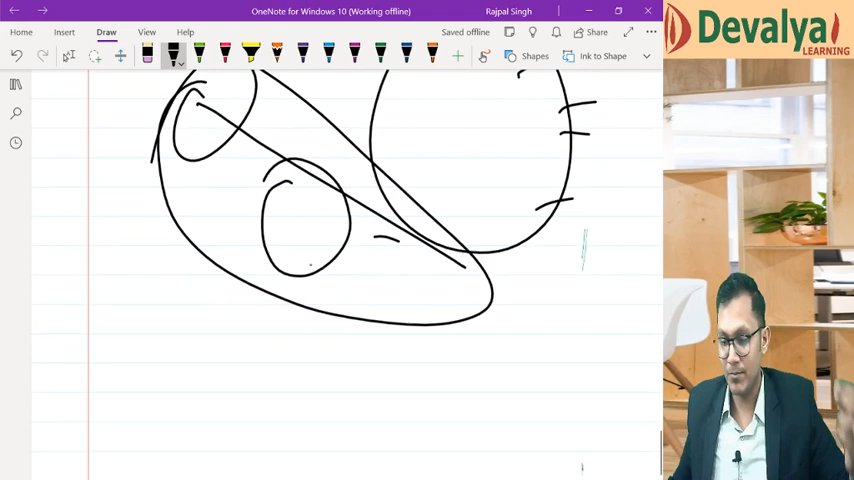 OneNote for Windows 10 (Working offline)
Rajpal Singh
Home Insert Draw View Help
Saved offline
Share
Shapes
Ink to Shape
Devalya
LEARNING